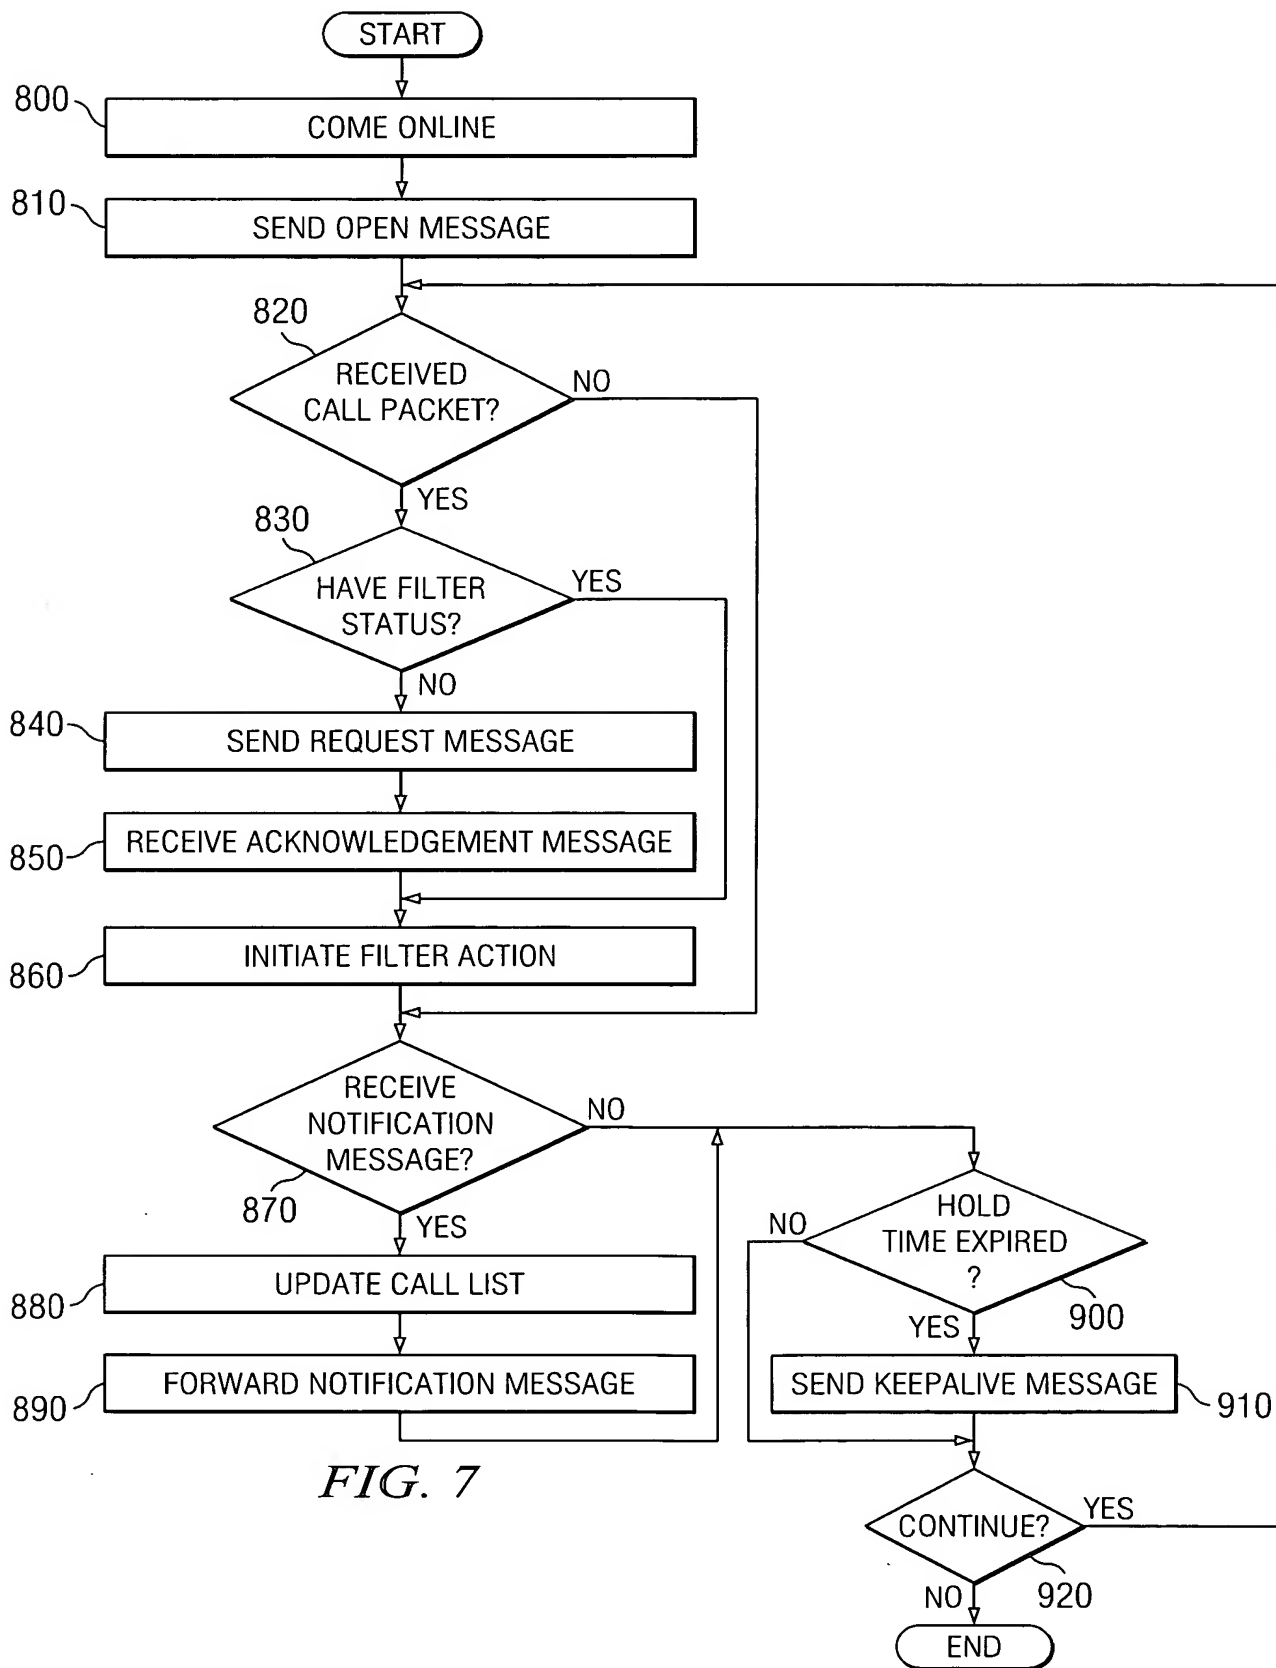 START
800
COME ONLINE
810
SEND OPEN MESSAGE
820
RECEIVED
CALL PACKET?
NO
YES
830
HAVE FILTER
STATUS?
YES
NO
840
SEND REQUEST MESSAGE
850
RECEIVE ACKNOWLEDGEMENT MESSAGE
860
INITIATE FILTER ACTION
RECEIVE
NOTIFICATION
MESSAGE?
NO
870
YES
HOLD
TIME EXPIRED
?
NO
900
YES
880
UPDATE CALL LIST
890
FORWARD NOTIFICATION MESSAGE
SEND KEEPALIVE MESSAGE
910
FIG. 7
CONTINUE?
YES
920
NO
END